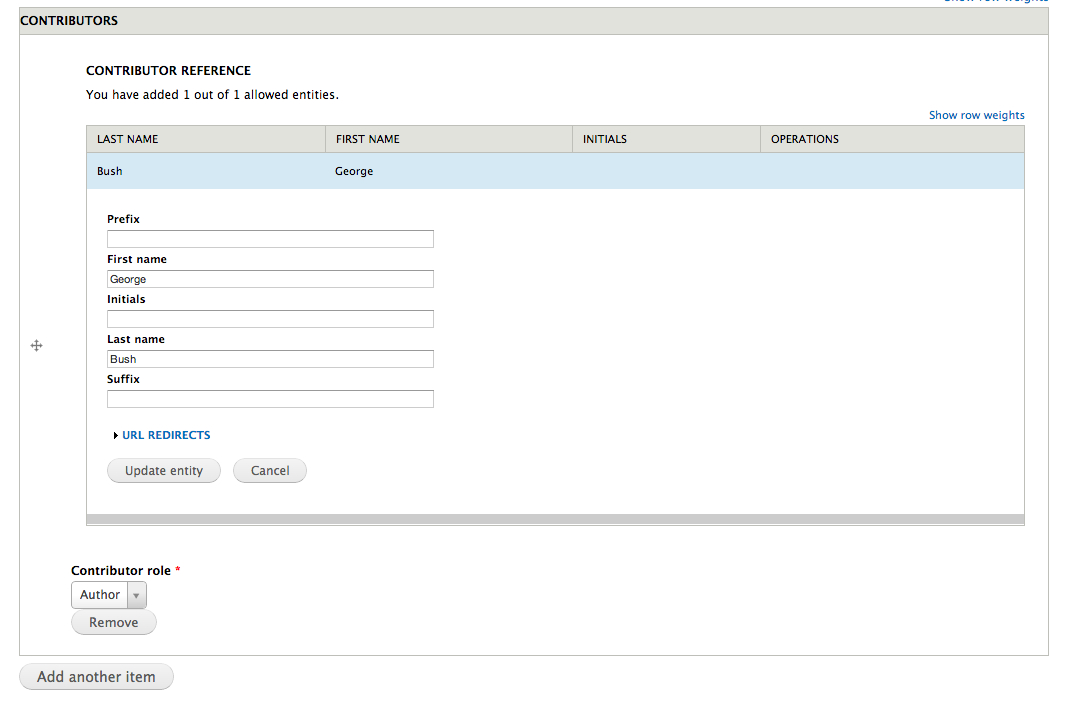 CONTRIBUTORS
CONTRIBUTOR REFERENCE
You have added 1 out of 1 allowed entities.
Show row weights
LAST NAME FIRST NAME INITIALS OPERATIONS
Bush George
Prefix
First name
George
Initials
Last name
Bush
Suffix
URL REDIRECTS
Update entity Cancel
Contributor role *
Author
Remove
Add another item